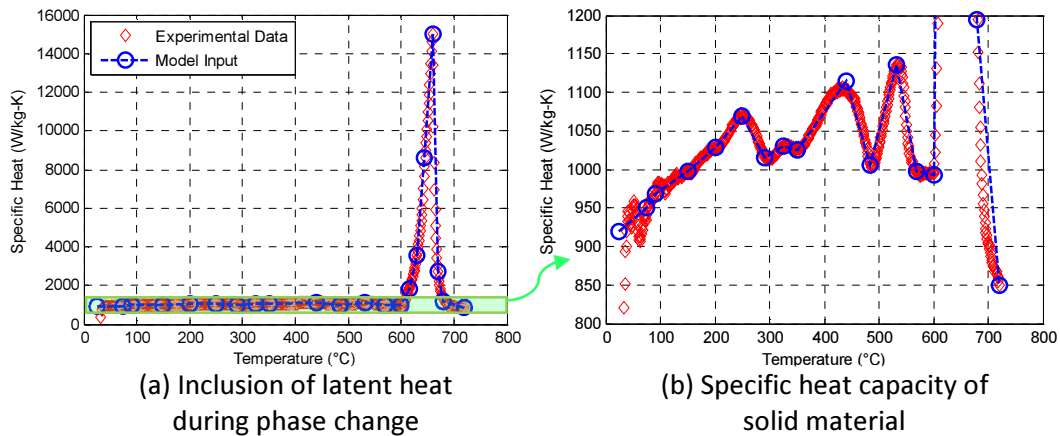 16000
14000
12000
10000
8000
6000
4000
2000
0
Specific Heat (W/kg-K)
Experimental Data
Model Input
0 100 200 300 400 500 600 700 800
Temperature (°C)
(a) Inclusion of latent heat
during phase change
1200
1150
1100
1050
1000
950
900
850
800
Specific Heat (W/kg-K)
0 100 200 300 400 500 600 700 800
Temperature (°C)
(b) Specific heat capacity of
solid material